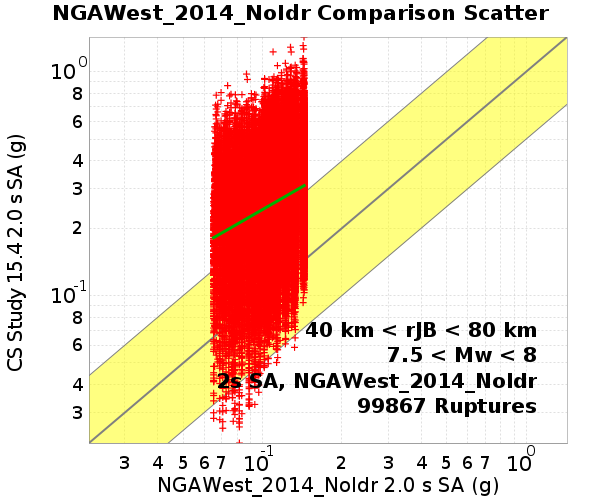 NGAWest_2014_NoIdr Comparison Scatter
CS Study 15.4 2.0 s SA (g)
10^0
8
6
4
3
2
10^-1
8
6
4
3
40 km < rJB < 80 km
7.5 < Mw < 8
2s SA, NGAWest_2014_NoIdr
99867 Ruptures
3 4 5 6 7 10^-1 2 3 4 5 6 7 10^0
NGAWest_2014_NoIdr 2.0 s SA (g)